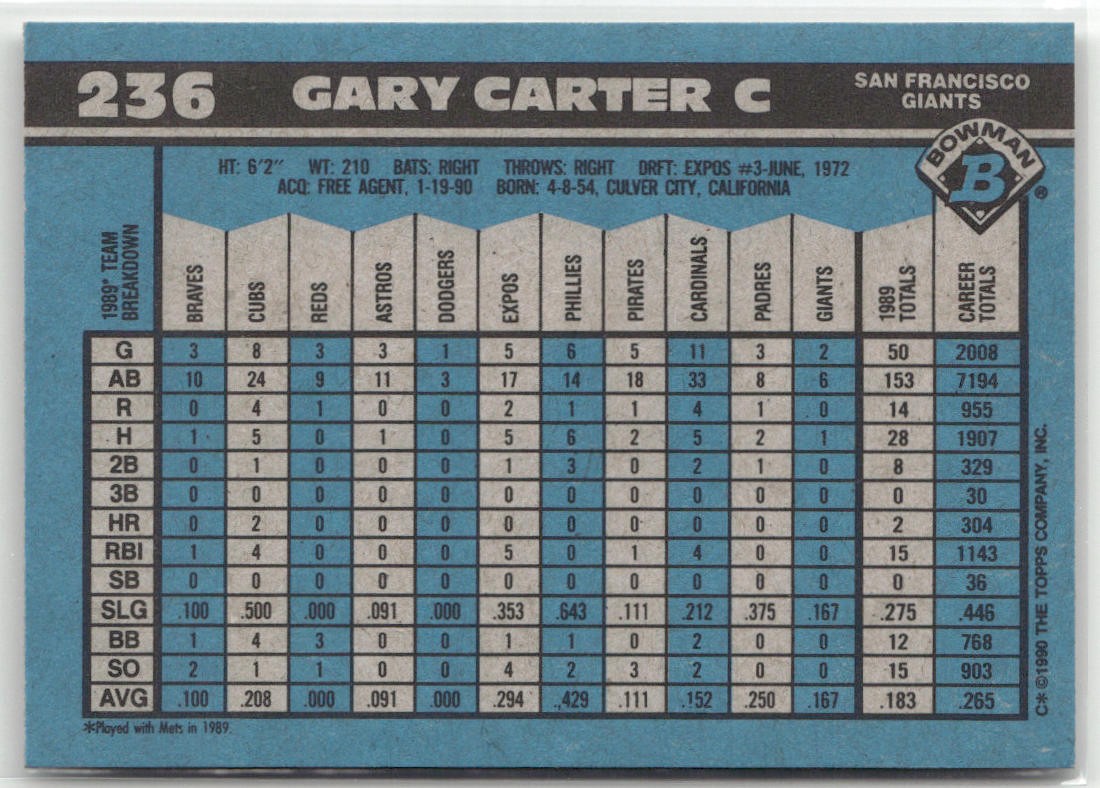 236 GARY CARTER C SAN FRANCISCO
GIANTS
BOWMAN
B ®
HT: 6'2" WT: 210 BATS: RIGHT THROWS: RIGHT DRFT: EXPOS #3-JUNE, 1972
ACQ: FREE AGENT, 1-19-90 BORN: 4-8-54, CULVER CITY, CALIFORNIA
1989* TEAM BREAKDOWN BRAVES CUBS REDS ASTROS DODGERS EXPOS PHILLIES PIRATES CARDINALS PADRES GIANTS 1989 TOTALS CAREER TOTALS
G 3 8 3 3 1 5 6 5 11 3 2 50 2008
AB 10 24 9 11 3 17 14 18 33 8 6 153 7194
R 0 4 1 0 0 2 1 1 4 1 0 14 955
H 1 5 0 1 0 5 6 2 5 2 1 28 1907
2B 0 1 0 0 0 1 3 0 2 1 0 8 329
3B 0 0 0 0 0 0 0 0 0 0 0 0 30
HR 0 2 0 0 0 0 0 0 0 0 0 2 304
RBI 1 4 0 0 0 5 0 1 4 0 0 15 1143
SB 0 0 0 0 0 0 0 0 0 0 0 0 36
SLG .100 .500 .000 .091 .000 .353 .643 .111 .212 .375 .167 .275 .446
BB 1 4 3 0 0 1 1 0 2 0 0 12 768
SO 2 1 1 0 0 4 2 3 2 0 0 15 903
AVG .100 .208 .000 .091 .000 .294 .,429 .111 .152 .250 .167 .183 .265
*Played with Mets in 1989.
C* ©1990 THE TOPPS COMPANY, INC.